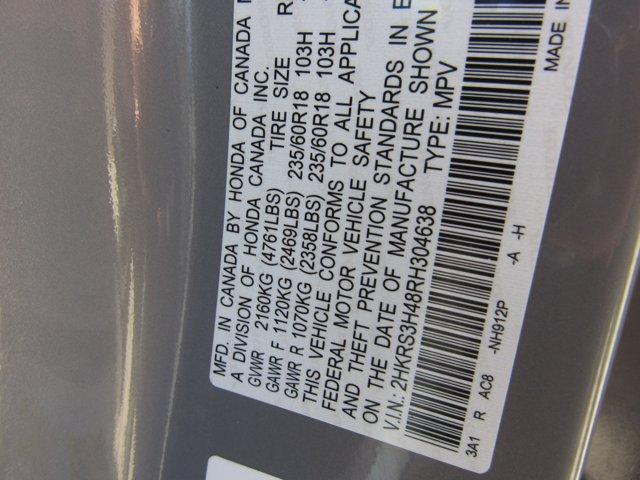 MFD. IN CANADA BY HONDA OF CANADA
A DIVISION OF HONDA CANADA INC.
GVWR 2160KG (4761LBS) TIRE SIZE R
GAWR F 1120KG (2469LBS) 235/60R18 103H
GAWR R 1070KG (2358LBS) 235/60R18 103H
THIS VEHICLE CONFORMS TO ALL APPLICA
FEDERAL MOTOR VEHICLE SAFETY
AND THEFT PREVENTION STANDARDS IN E
ON THE DATE OF MANUFACTURE SHOWN
V.I.N.: 2HKRS3H48RH304638 TYPE: MPV
3A1 R AC8 -NH912P -A -H MADE IN